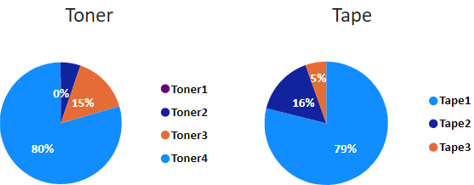 Toner
0%
15%
80%
Toner1
Toner2
Toner3
Toner4
Tape
5%
16%
79%
Tape1
Tape2
Tape3